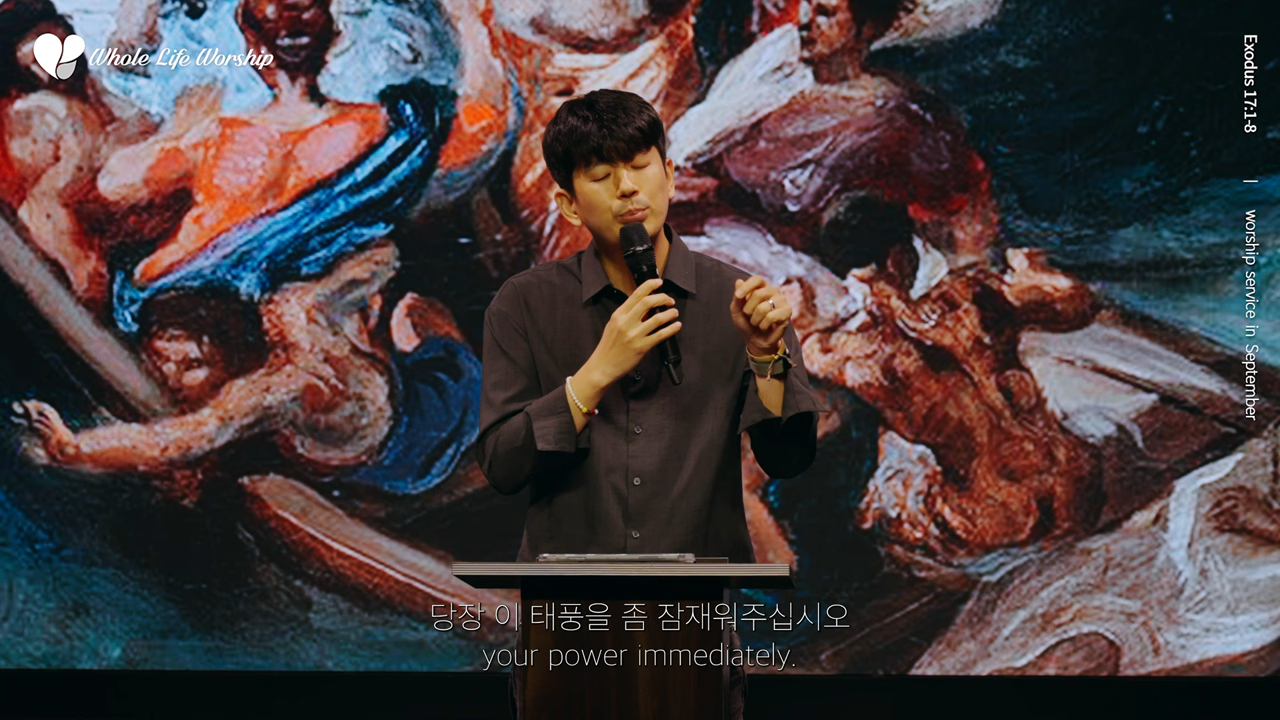 Whole Life Worship
Exodus 17:1-8 | worship service in September
당장 이 태풍을 좀 잠재워주십시오
your power immediately.